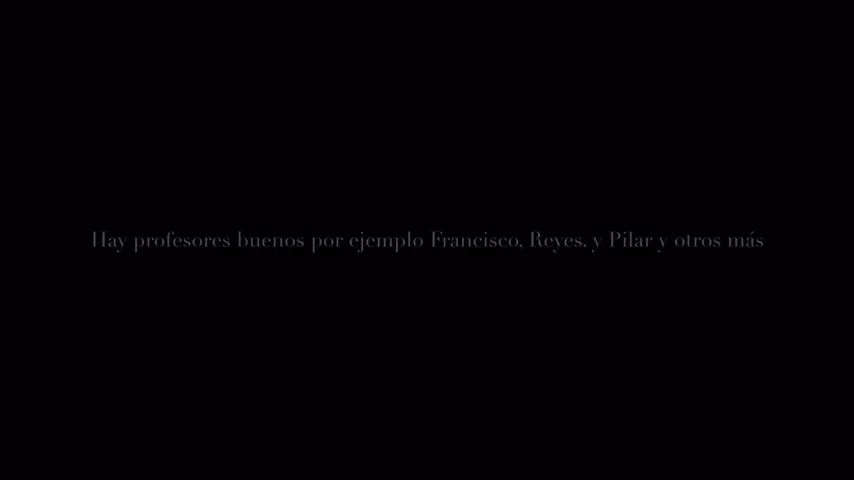 Hay profesores buenos por ejemplo Francisco, Reyes, y Pilar y otros más